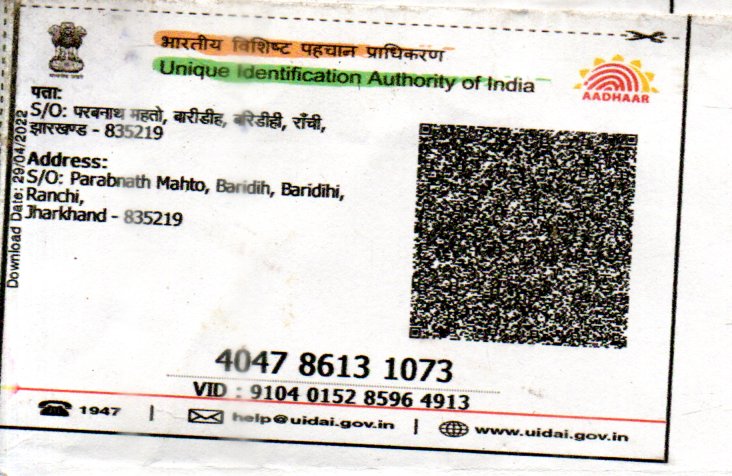 भारतीय विशिष्ट पहचान प्राधिकरण
Unique Identification Authority of India
AADHAAR
पता:
S/O: परबनाथ महतो, बारीडीह, बरिडीही, राँची,
झारखण्ड - 835219
Address:
S/O: Parabnath Mahto, Baridih, Baridihi,
Ranchi,
Jharkhand - 835219
Download Date: 29/04/2022
4047 8613 1073
VID : 9104 0152 8596 4913
1947 | help@uidai.gov.in | www.uidai.gov.in